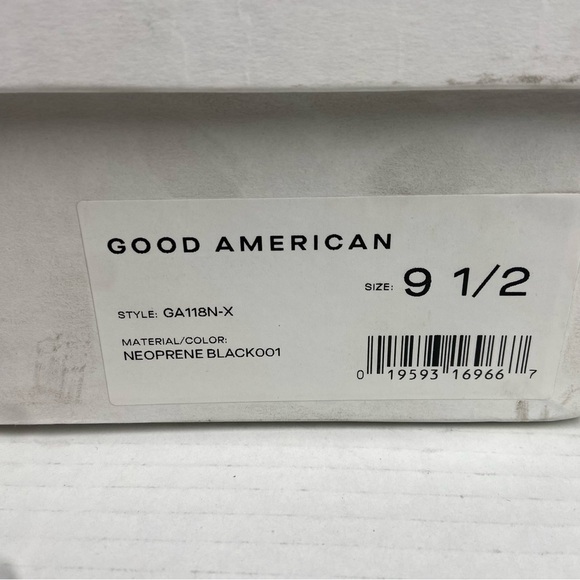 GOOD AMERICAN
SIZE: 9 1/2
STYLE: GA118N-X
MATERIAL/COLOR:
NEOPRENE BLACK001
0 19593 16966 7